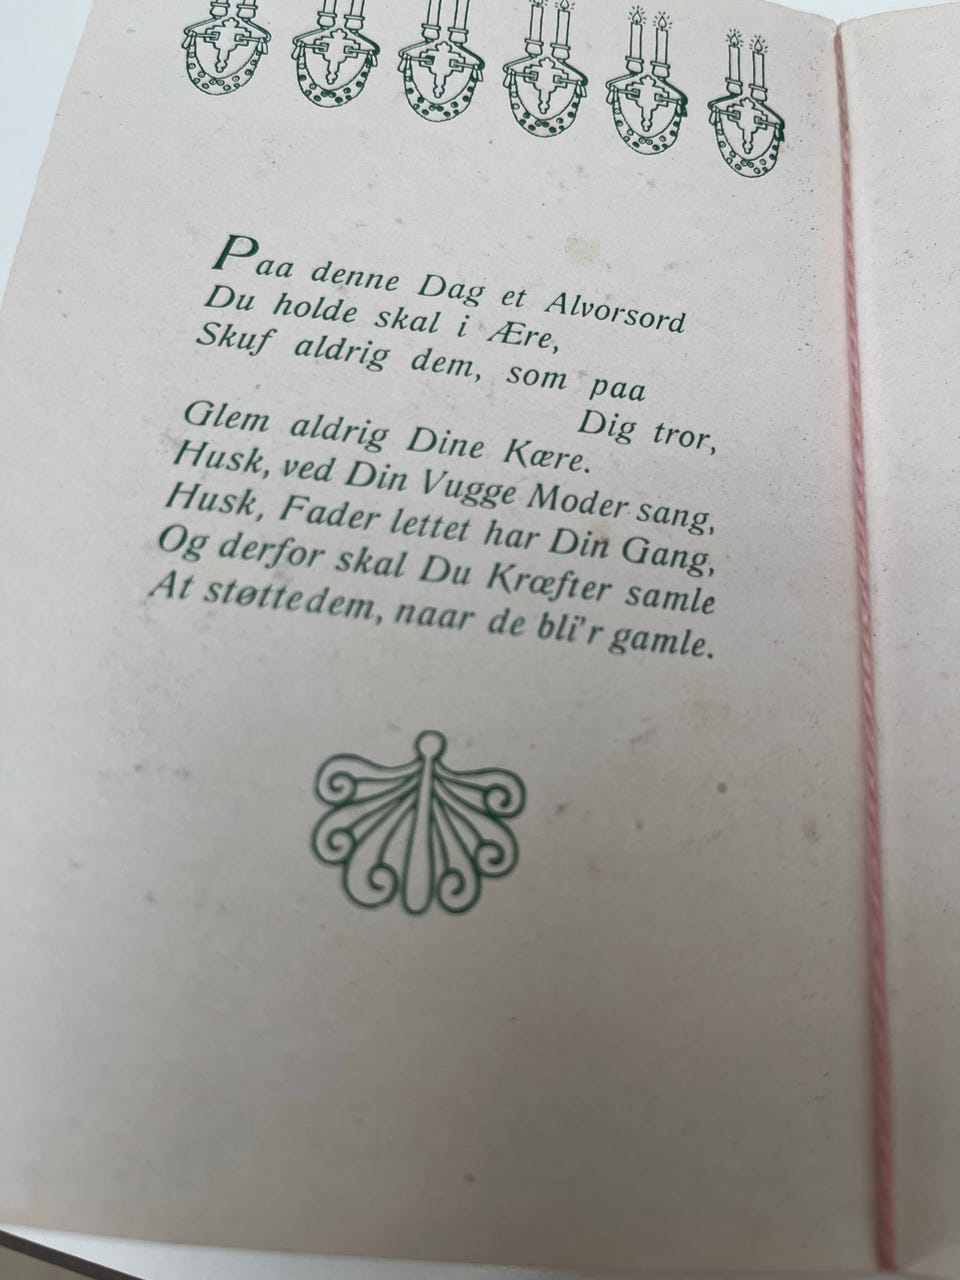 Paa denne Dag et Alvorsord
Du holde skal i Ære,
Skuf aldrig dem, som paa
Dig tror,
Glem aldrig Dine Kære.
Husk, ved Din Vugge Moder sang,
Husk, Fader lettet har Din Gang,
Og derfor skal Du Kræfter samle
At støttedem, naar de bli'r gamle.